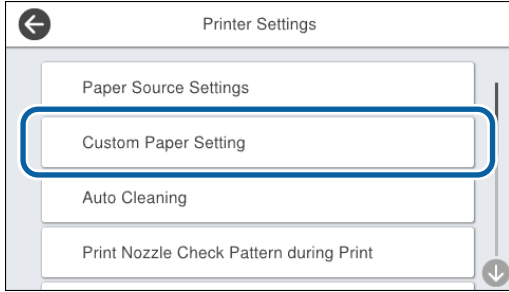 Printer Settings
Paper Source Settings
Custom Paper Setting
Auto Cleaning
Print Nozzle Check Pattern during Print